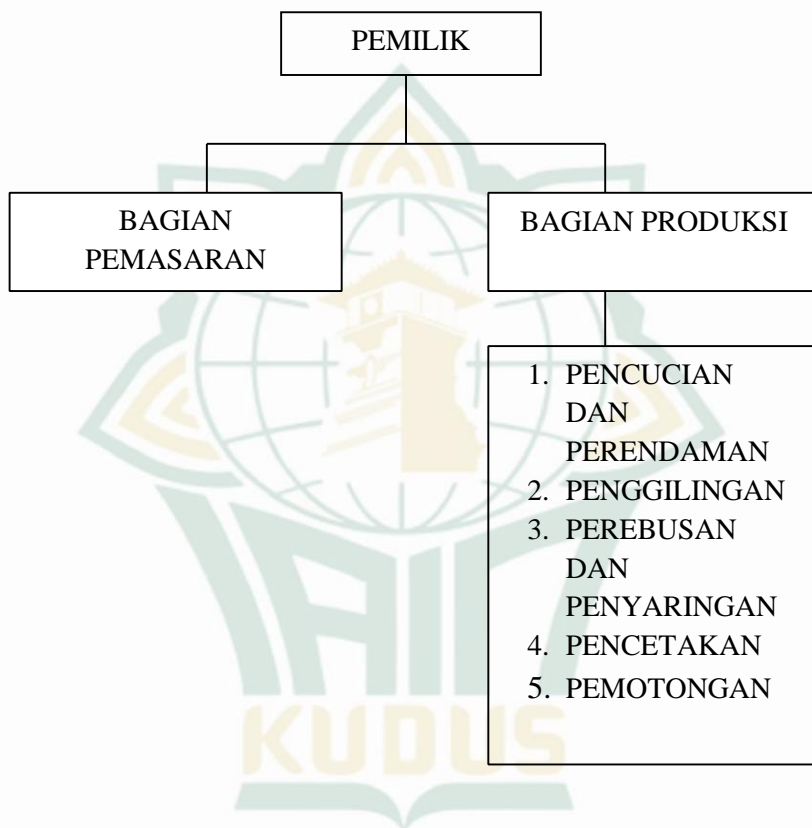 PEMILIK
BAGIAN
PEMASARAN
BAGIAN PRODUKSI
1. PENCUCIAN
DAN
PERENDAMAN
2. PENGGILINGAN
3. PEREBUSAN
DAN
PENYARINGAN
4. PENCETAKAN
5. PEMOTONGAN
IAIN
KUDUS